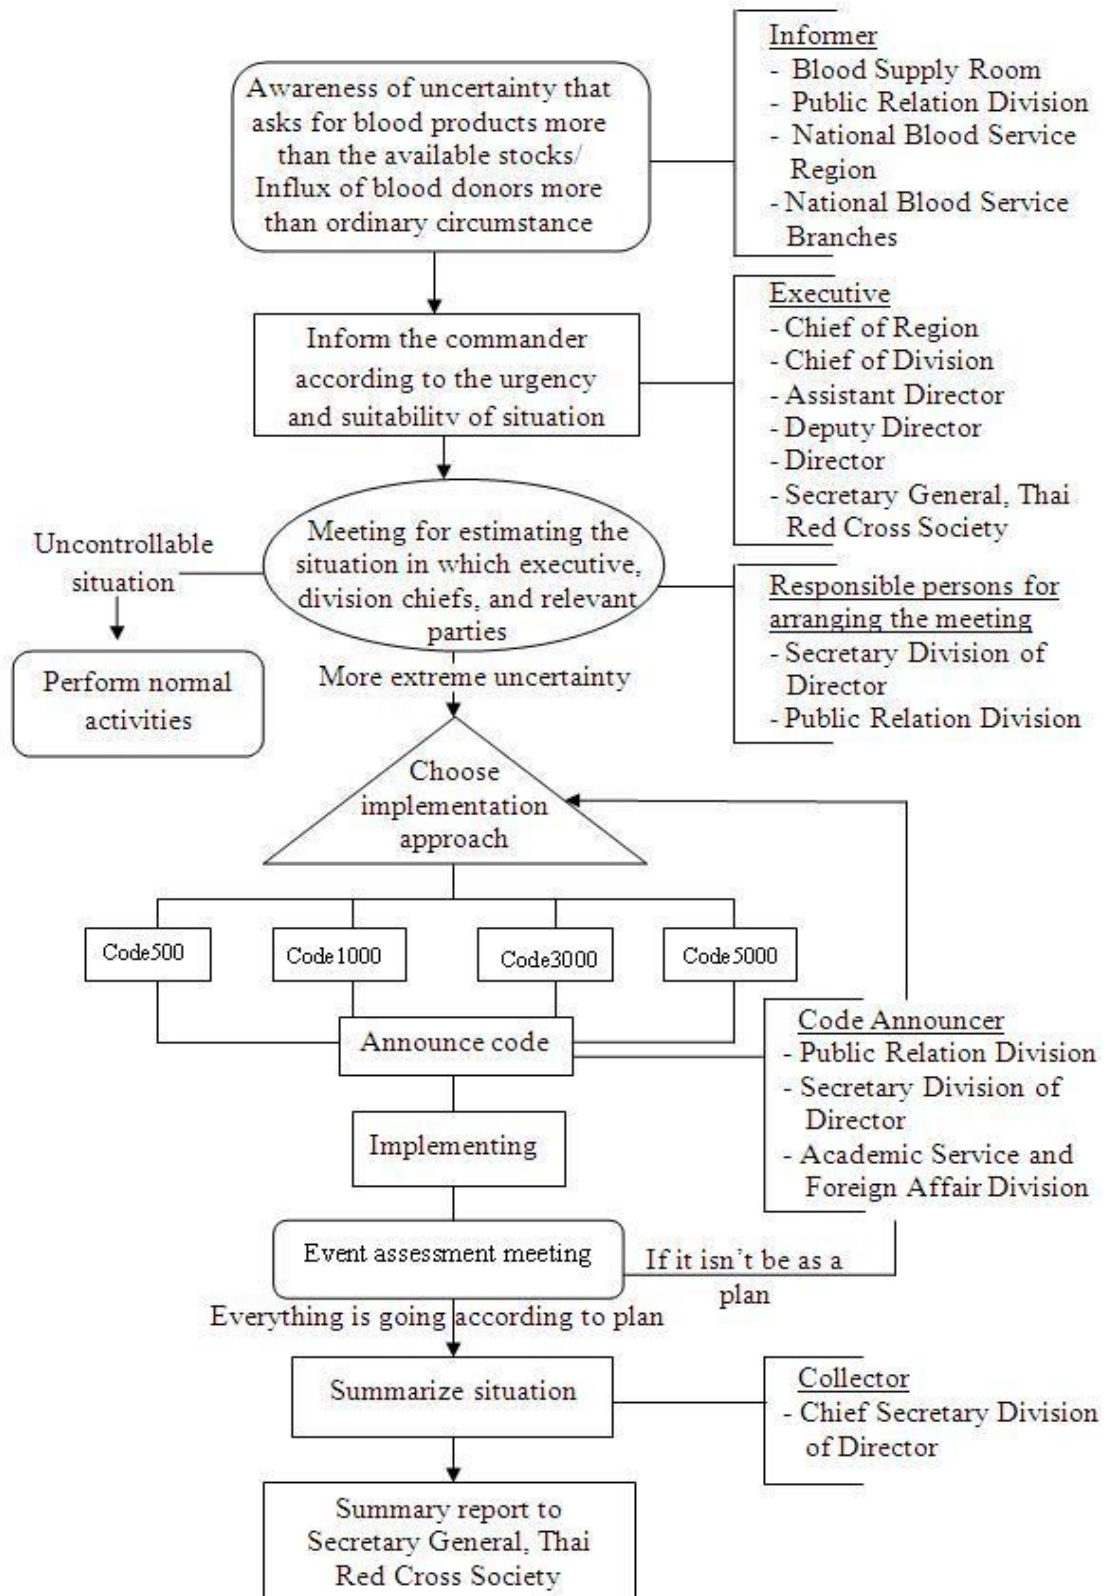 Awareness of uncertainty that
asks for blood products more
than the available stocks/
Influx of blood donors more
than ordinary circumstance
Informer
- Blood Supply Room
- Public Relation Division
- National Blood Service
Region
- National Blood Service
Branches
Inform the commander
according to the urgency
and suitability of situation
Executive
- Chief of Region
- Chief of Division
- Assistant Director
- Deputy Director
- Director
- Secretary General, Thai
Red Cross Society
Meeting for estimating the
situation in which executive,
division chiefs, and relevant
parties
Uncontrollable
situation
Perform normal
activities
Responsible persons for
arranging the meeting
- Secretary Division of
Director
- Public Relation Division
More extreme uncertainty
Choose
implementation
approach
Code500
Code1000
Code3000
Code5000
Announce code
Code Announcer
- Public Relation Division
- Secretary Division of
Director
- Academic Service and
Foreign Affair Division
Implementing
Event assessment meeting
If it isn't be as a
plan
Everything is going according to plan
Summarize situation
Collector
- Chief Secretary Division
of Director
Summary report to
Secretary General, Thai
Red Cross Society